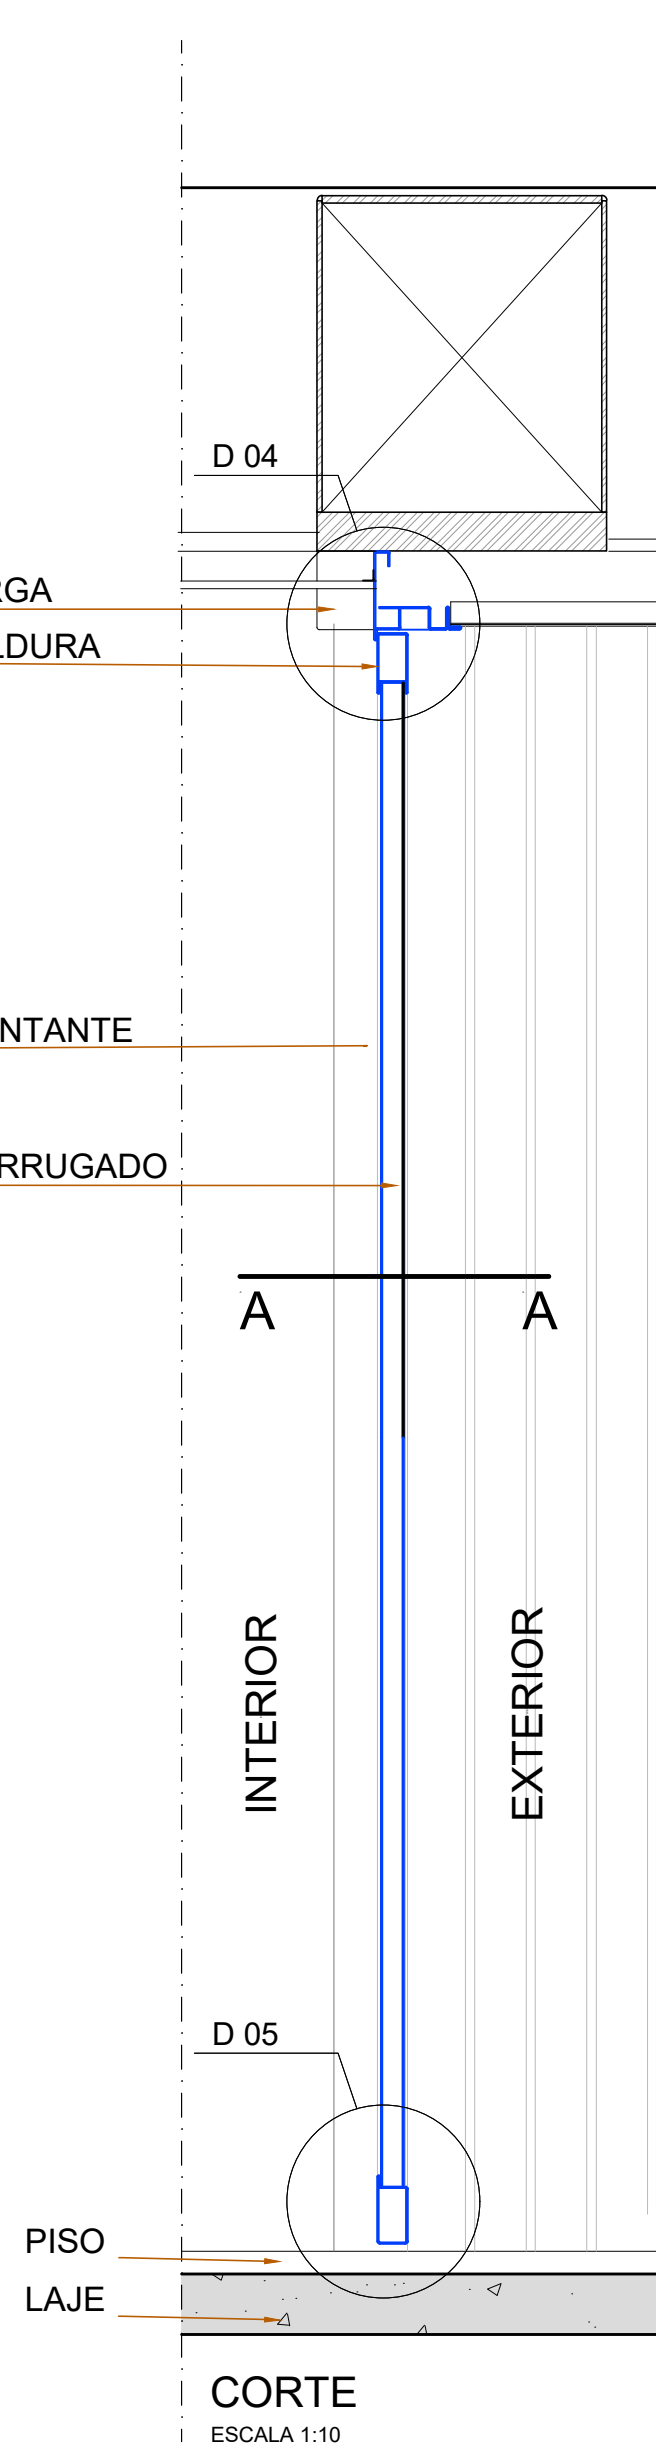 D 04
RGA
LDURA
NTANTE
RRUGADO
A A
INTERIOR
EXTERIOR
D 05
PISO
LAJE
CORTE
ESCALA 1:10